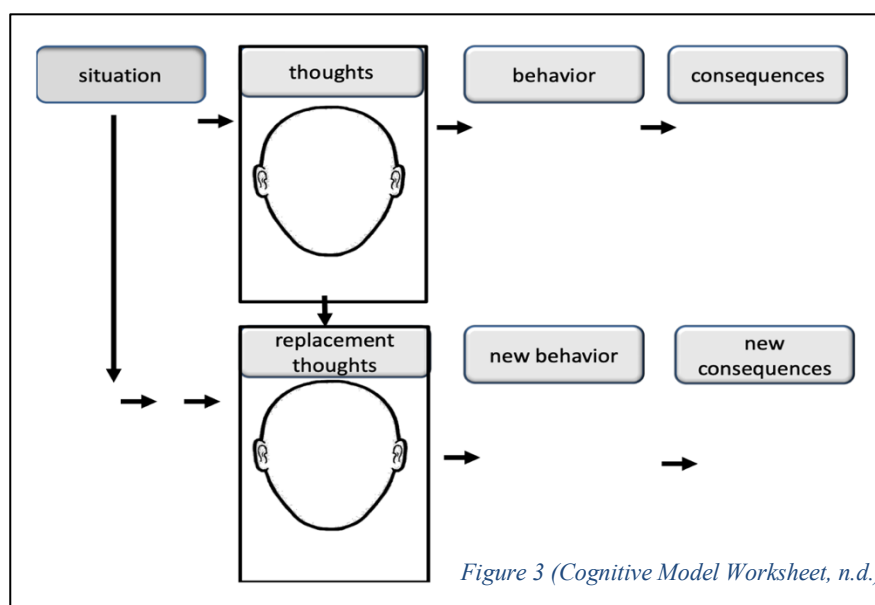 situation
thoughts
behavior
consequences
replacement
thoughts
new behavior
new
consequences
Figure 3 (Cognitive Model Worksheet, n.d.)